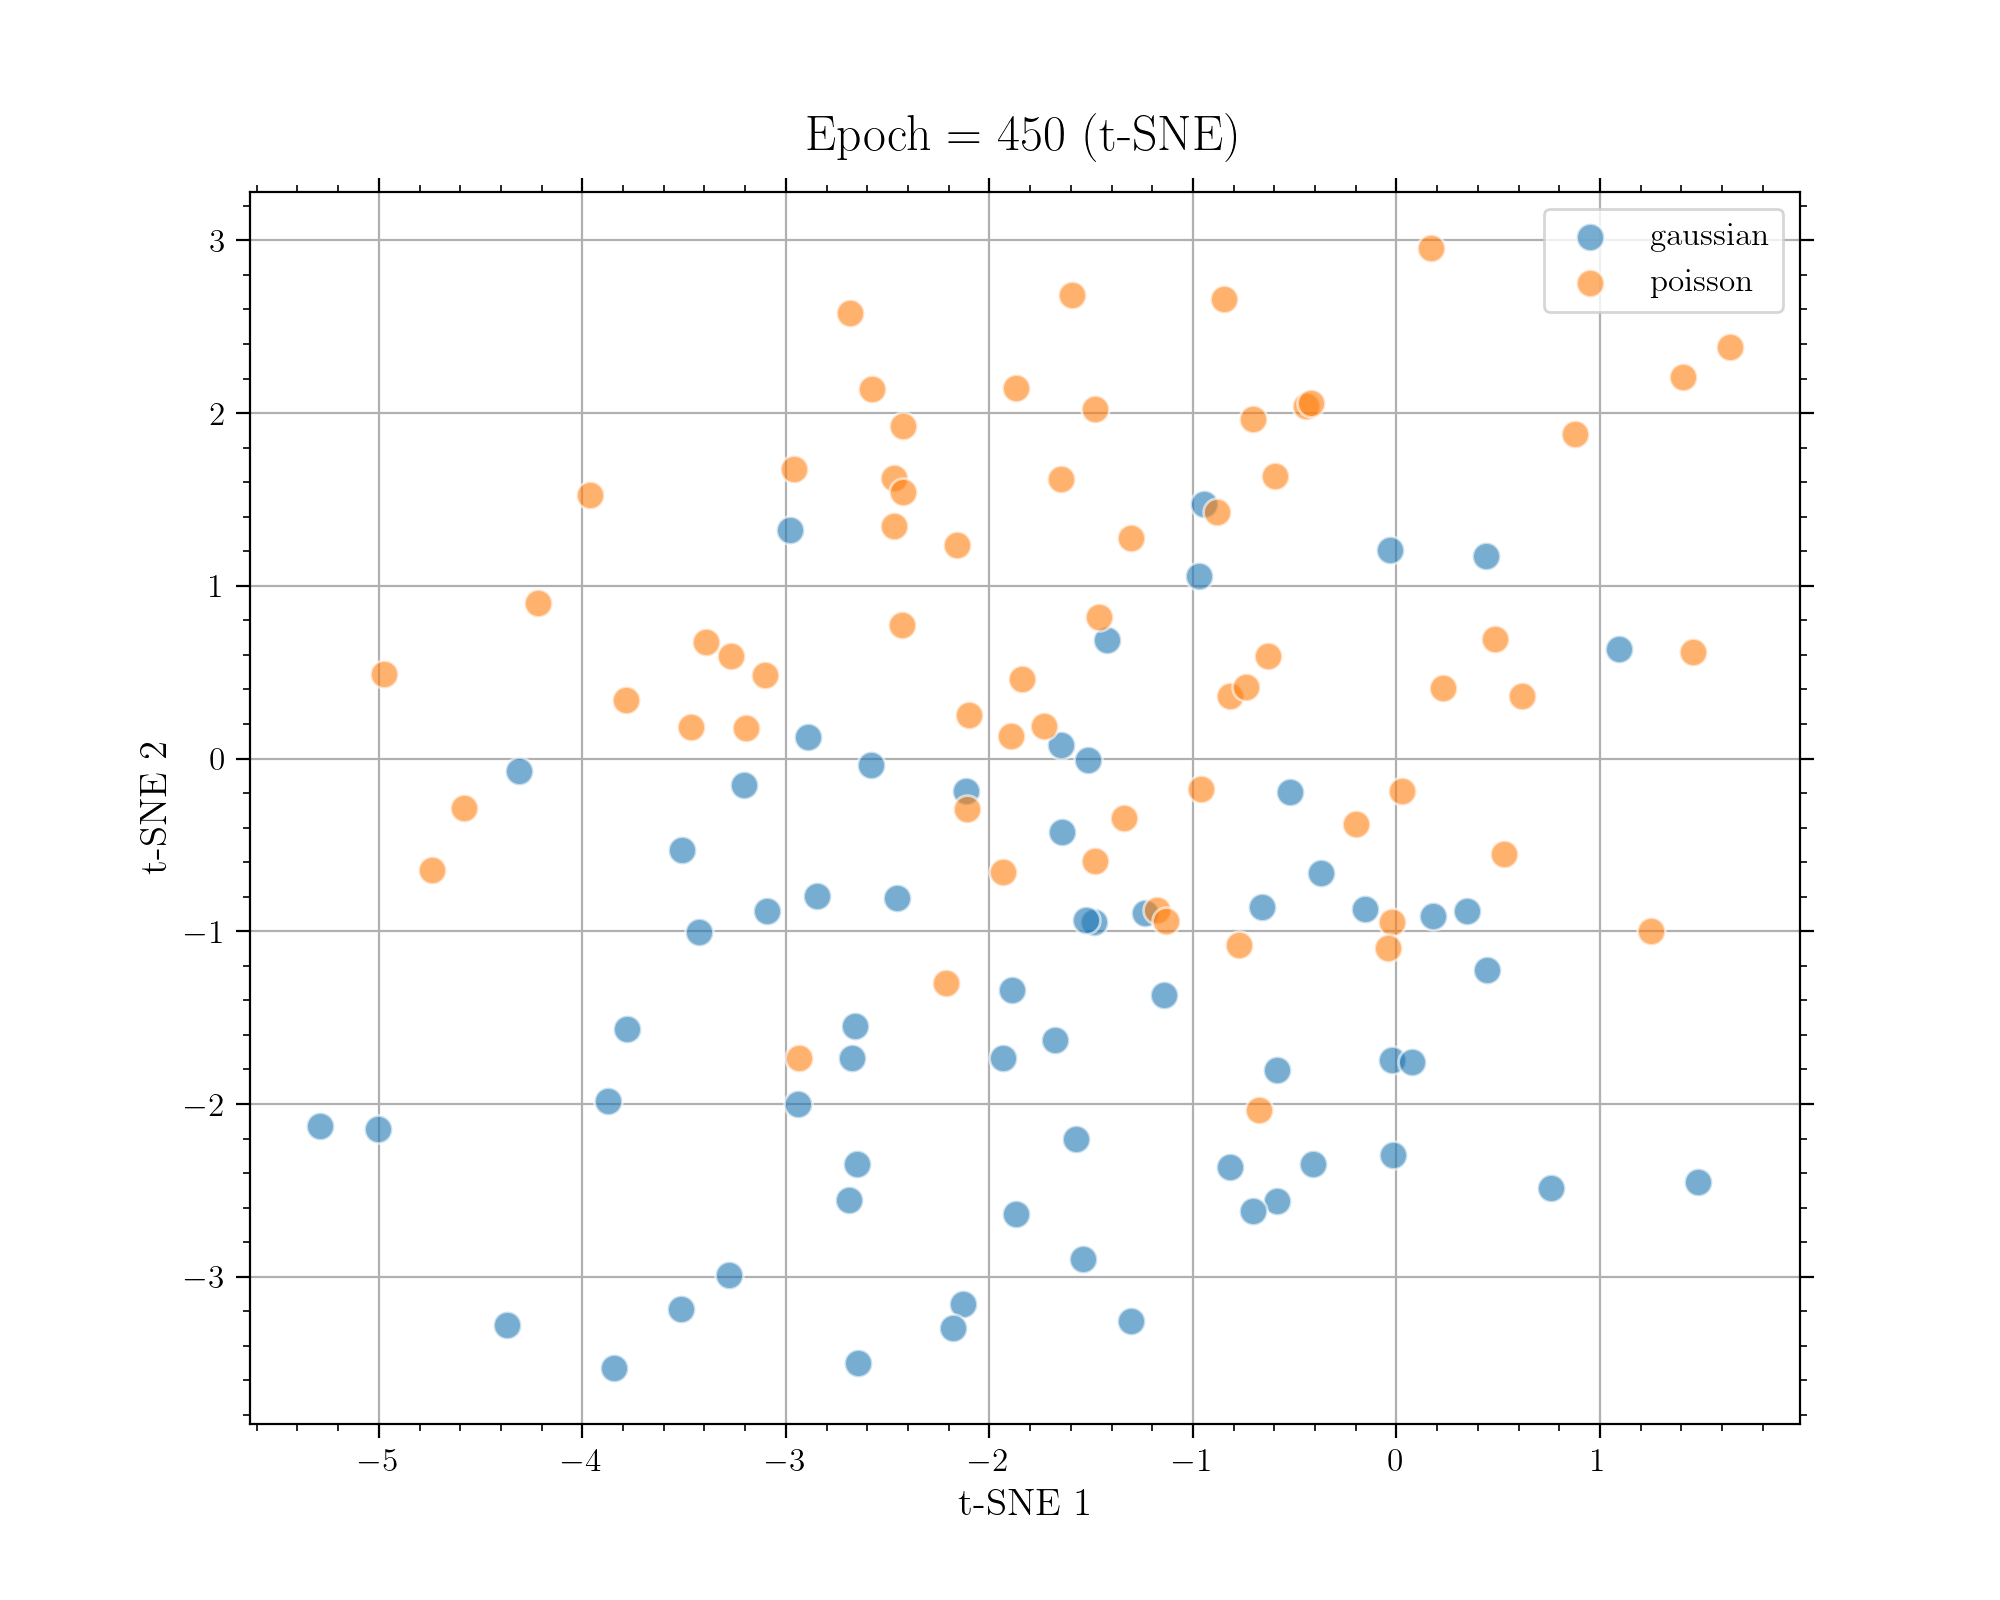 Epoch = 450 (t-SNE)
gaussian
poisson
3
2
1
0
−1
−2
−3
t-SNE 2
−5 −4 −3 −2 −1 0 1
t-SNE 1